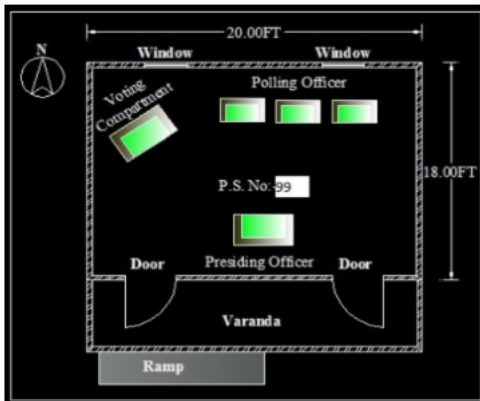 20.00FT
N
Window
Window
Voting
Compartment
Polling Officer
18.00FT
P.S. No:-99
Door
Presiding Officer
Door
Varanda
Ramp